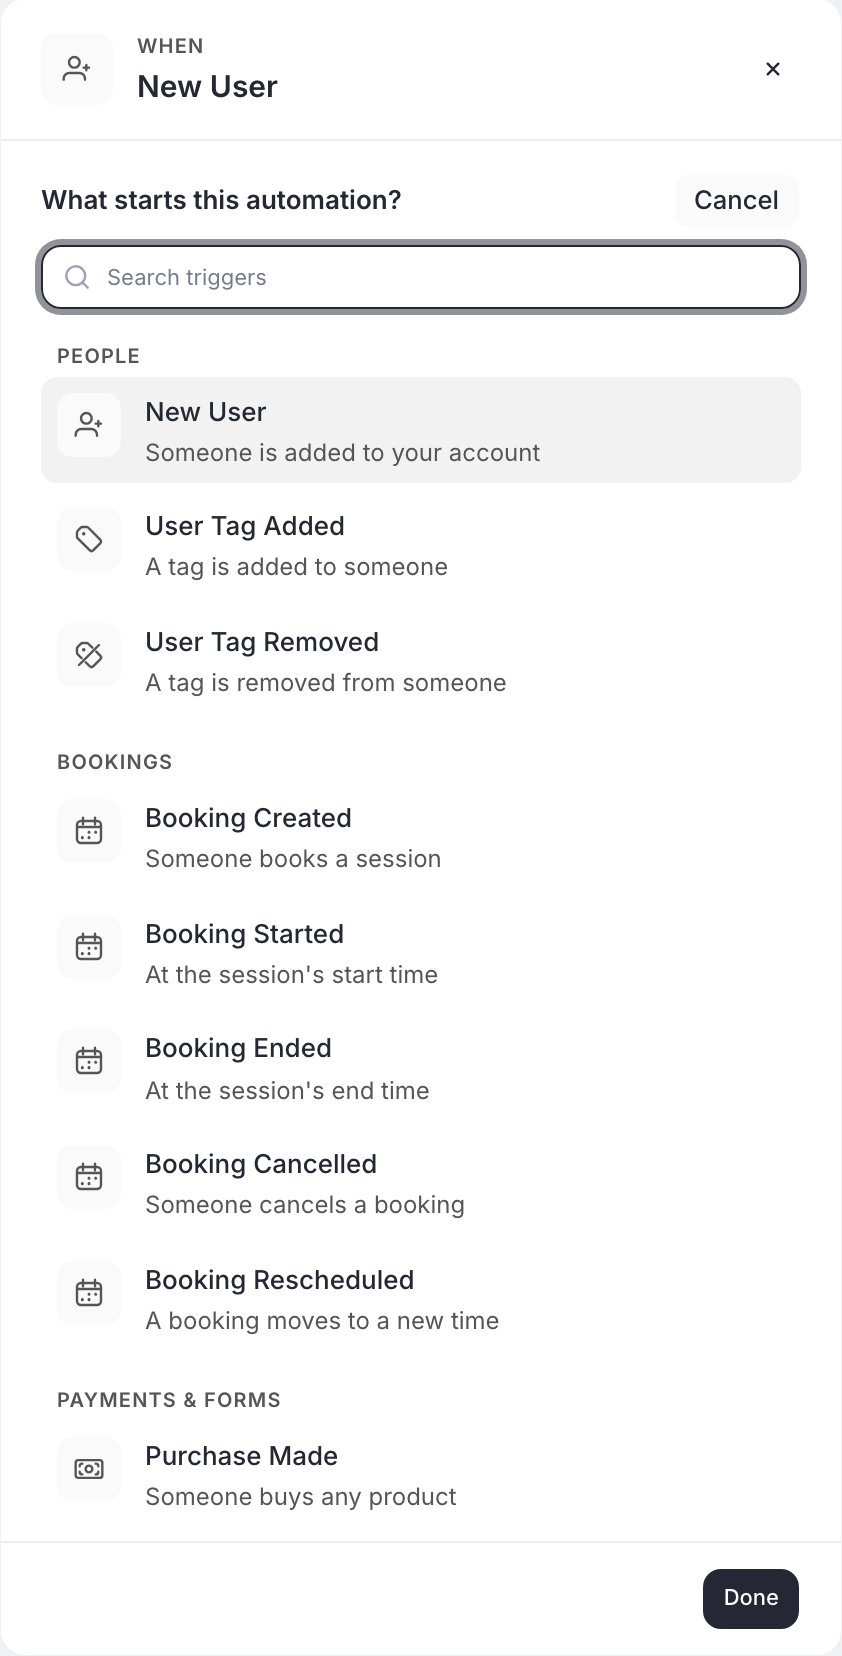 WHEN
New User
What starts this automation?
Cancel
Search triggers
PEOPLE
New User
Someone is added to your account
User Tag Added
A tag is added to someone
User Tag Removed
A tag is removed from someone
BOOKINGS
Booking Created
Someone books a session
Booking Started
At the session's start time
Booking Ended
At the session's end time
Booking Cancelled
Someone cancels a booking
Booking Rescheduled
A booking moves to a new time
PAYMENTS & FORMS
Purchase Made
Someone buys any product
Done